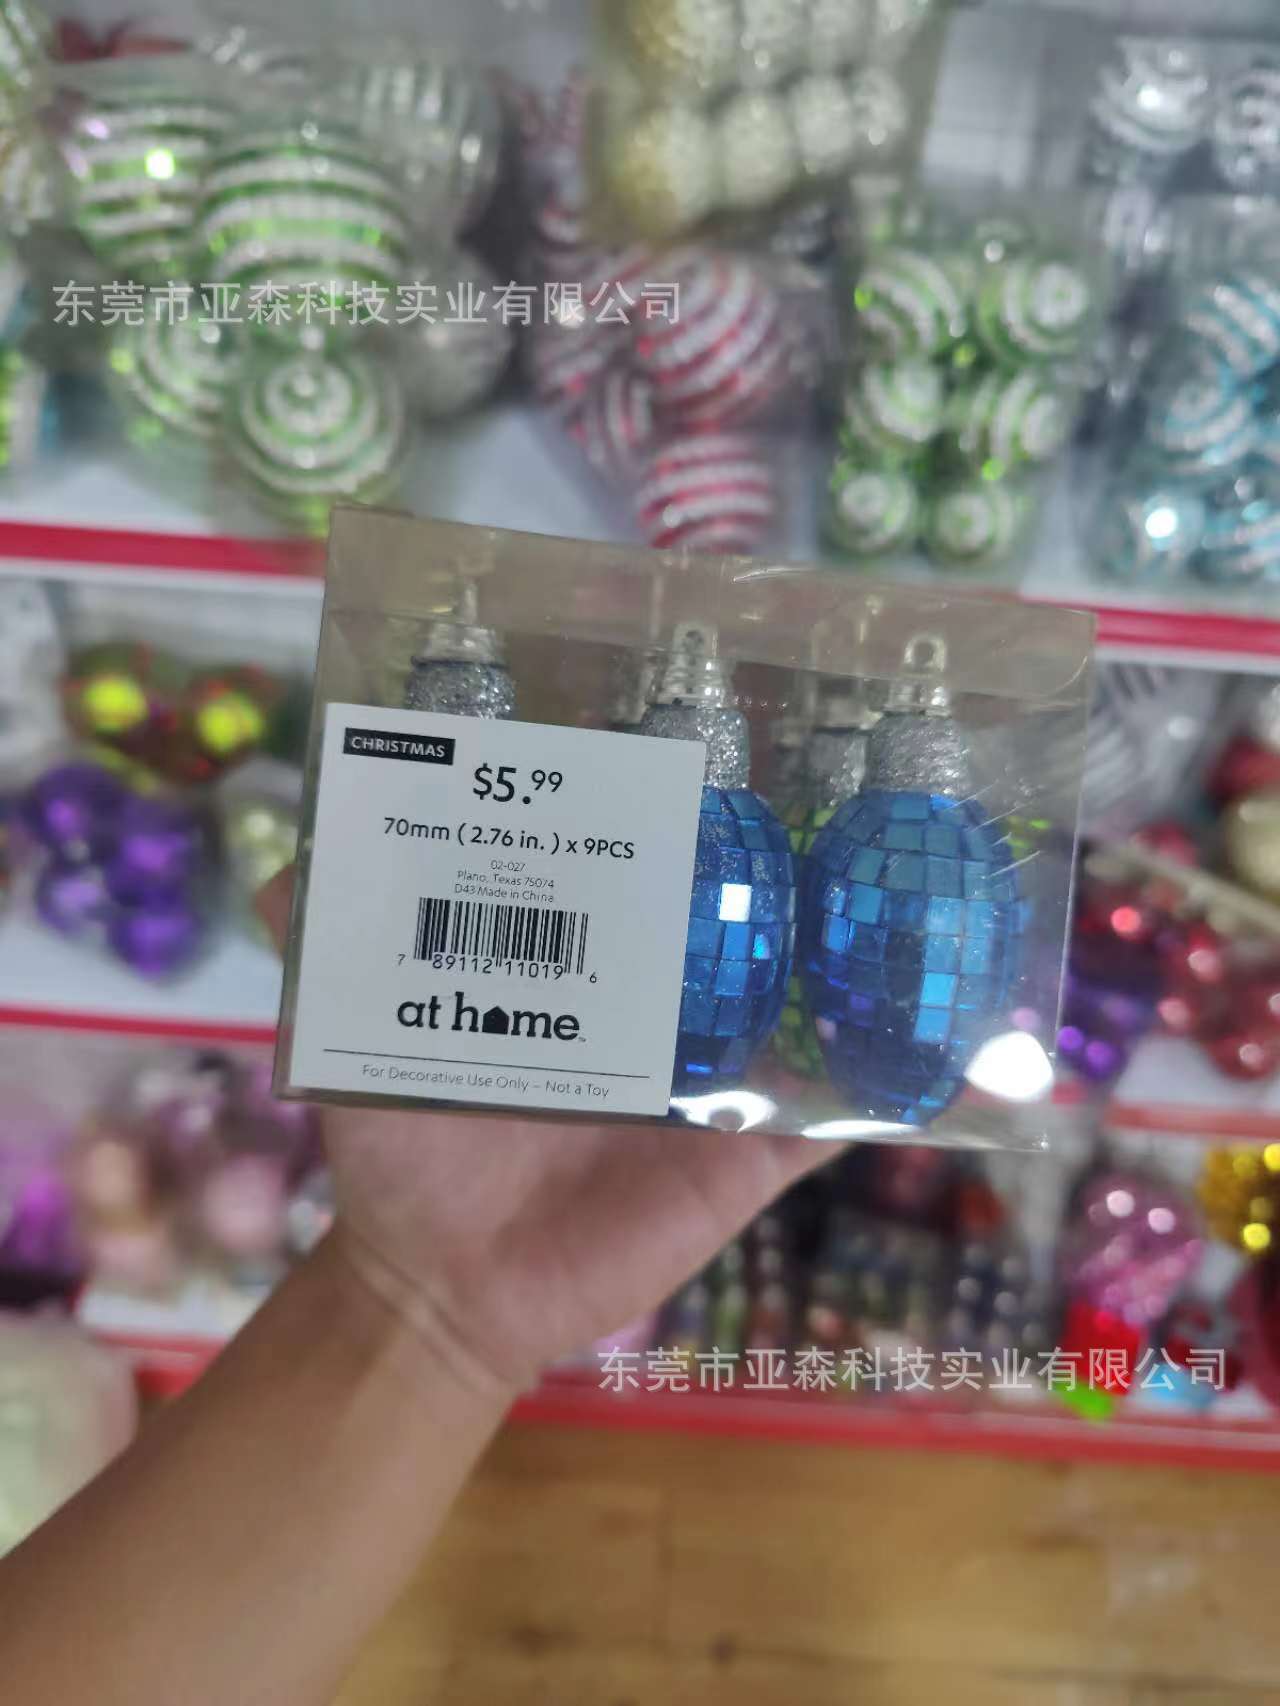 东莞市亚森科技实业有限公司
CHRISTMAS
$5.99
70mm ( 2.76 in. ) x 9PCS
02-027
Plano, Texas 75074
D43 Made in China
7 89112 11019 6
at home™
For Decorative Use Only – Not a Toy
东莞市亚森科技实业有限公司